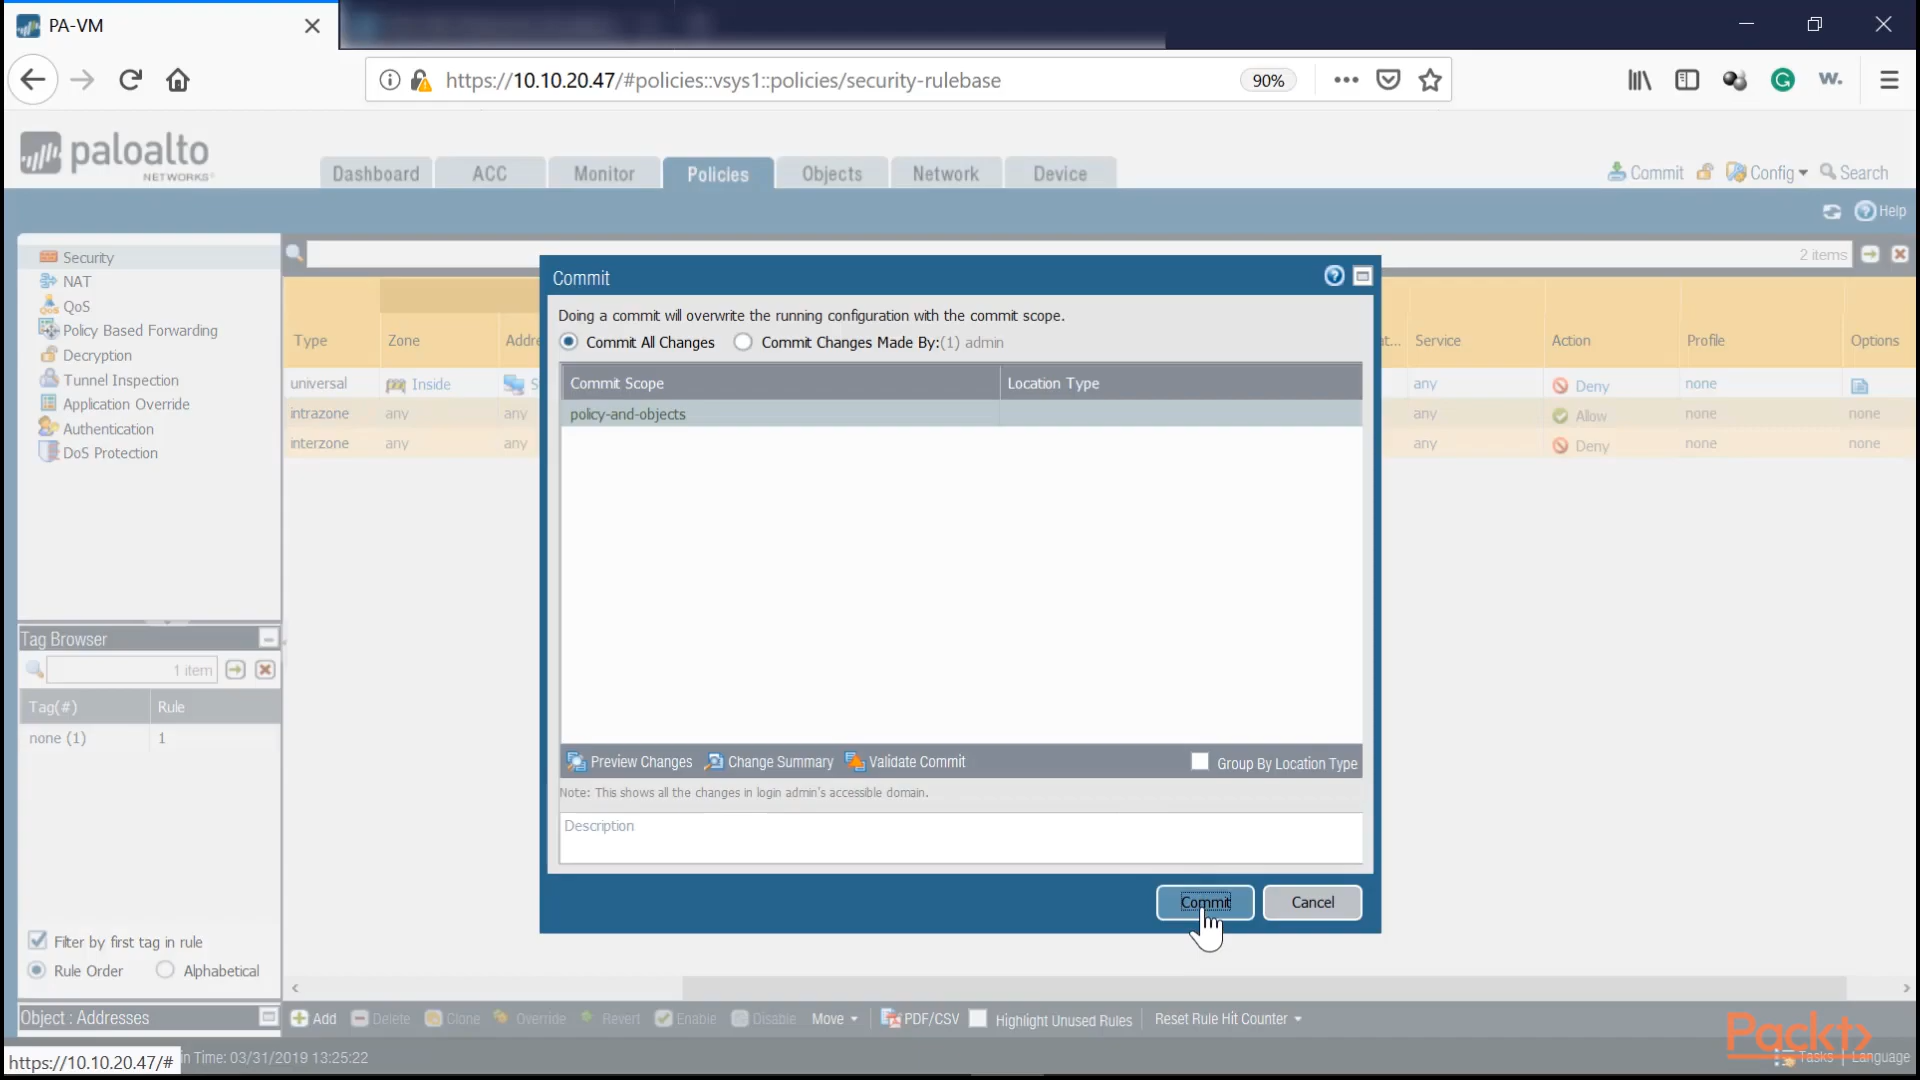 PA-VM
https://10.10.20.47/#policies::vsys1::policies/security-rulebase
90%
paloalto
NETWORKS
Dashboard
ACC
Monitor
Policies
Objects
Network
Device
Commit
Config
Search
Help
Security
NAT
QoS
Policy Based Forwarding
Decryption
Tunnel Inspection
Application Override
Authentication
DoS Protection
2 items
Type Zone Service Action Profile Options
universal Inside any Deny none
intrazone any any any Allow none none
interzone any any any Deny none none
Commit
Doing a commit will overwrite the running configuration with the commit scope.
Commit All Changes Commit Changes Made By:(1) admin
Commit Scope Location Type
policy-and-objects
Preview Changes Change Summary Validate Commit Group By Location Type
Note: This shows all the changes in login admin's accessible domain.
Description
Commit Cancel
Tag Browser
1 item
Tag(#) Rule
none (1) 1
Filter by first tag in rule
Rule Order Alphabetical
Object : Addresses
Add Delete Clone Override Revert Enable Disable Move PDF/CSV Highlight Unused Rules Reset Rule Hit Counter
https://10.10.20.47/#
Time: 03/31/2019 13:25:22
Tasks Language
Packt